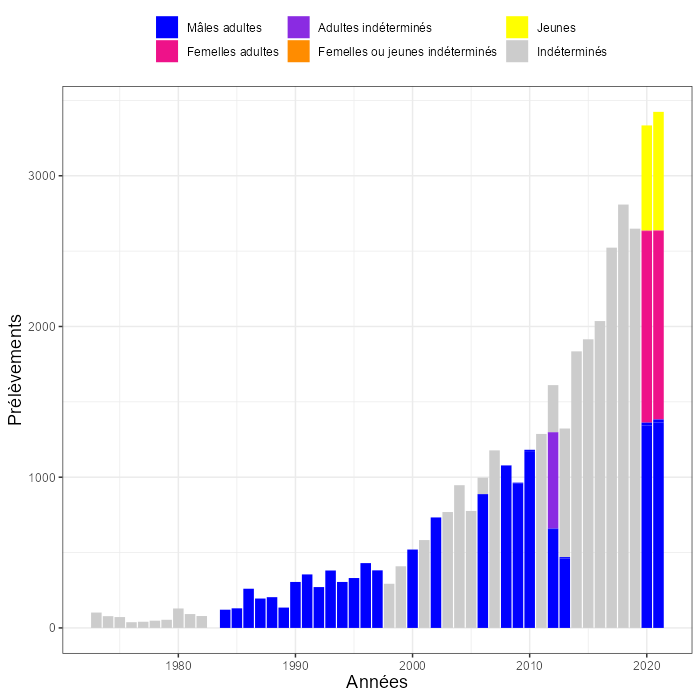 Mâles adultes Adultes indéterminés Jeunes
Femelles adultes Femelles ou jeunes indéterminés Indéterminés
3000
2000
1000
0
Prélèvements
1980 1990 2000 2010 2020
Années